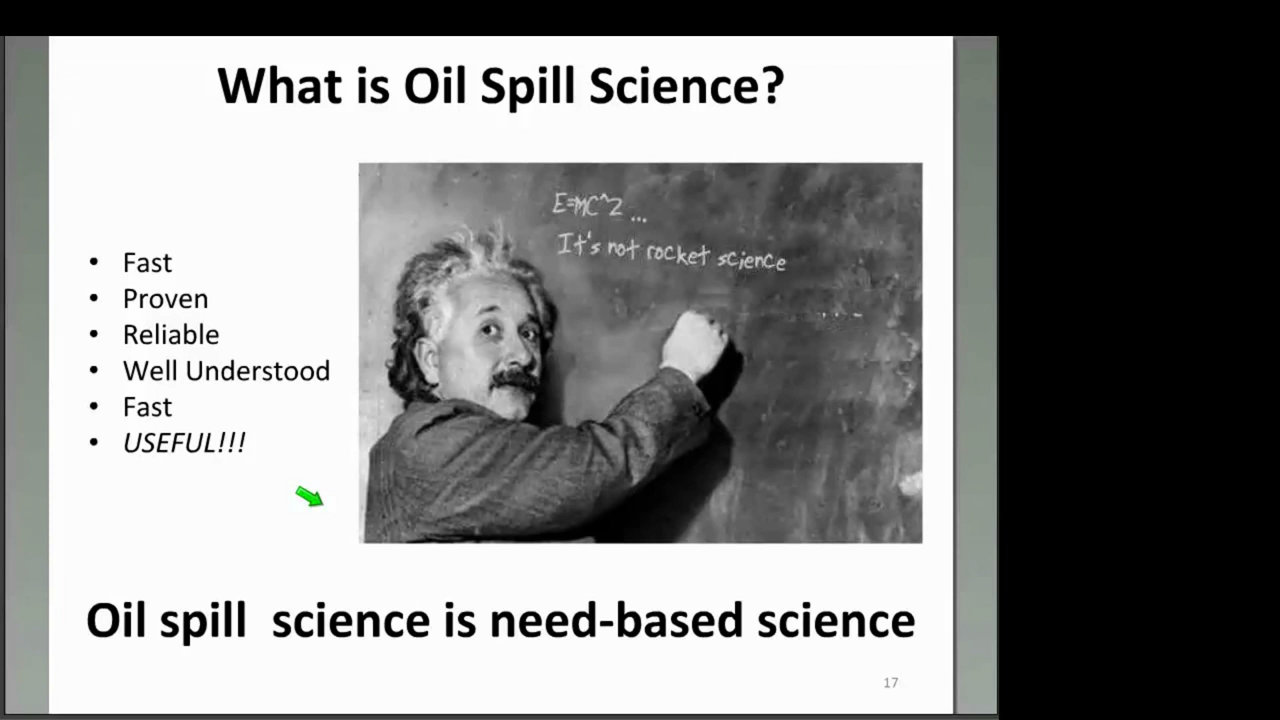 What is Oil Spill Science?
E=MC^2 ...
It's not rocket science
• Fast
• Proven
• Reliable
• Well Understood
• Fast
• USEFUL!!!
Oil spill science is need-based science
17